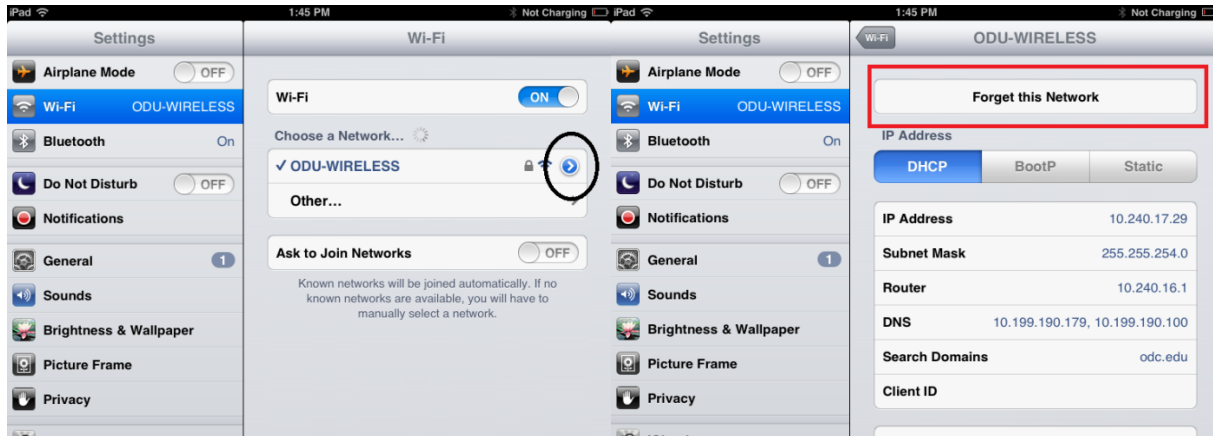 iPad 1:45 PM Not Charging
Settings
Airplane Mode OFF
Wi-Fi ODU-WIRELESS
Bluetooth On
Do Not Disturb OFF
Notifications
General 1
Sounds
Brightness & Wallpaper
Picture Frame
Privacy
Wi-Fi
Wi-Fi ON
Choose a Network...
✓ ODU-WIRELESS
Other...
Ask to Join Networks OFF
Known networks will be joined automatically. If no
known networks are available, you will have to
manually select a network.
iPad 1:45 PM Not Charging
Settings
Airplane Mode OFF
Wi-Fi ODU-WIRELESS
Bluetooth On
Do Not Disturb OFF
Notifications
General 1
Sounds
Brightness & Wallpaper
Picture Frame
Privacy
Wi-Fi ODU-WIRELESS
Forget this Network
IP Address
DHCP BootP Static
IP Address 10.240.17.29
Subnet Mask 255.255.254.0
Router 10.240.16.1
DNS 10.199.190.179, 10.199.190.100
Search Domains odc.edu
Client ID